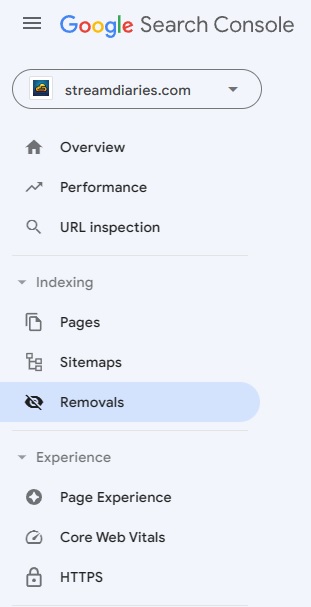 Google Search Console
streamdiaries.com
Overview
Performance
URL inspection
Indexing
Pages
Sitemaps
Removals
Experience
Page Experience
Core Web Vitals
HTTPS